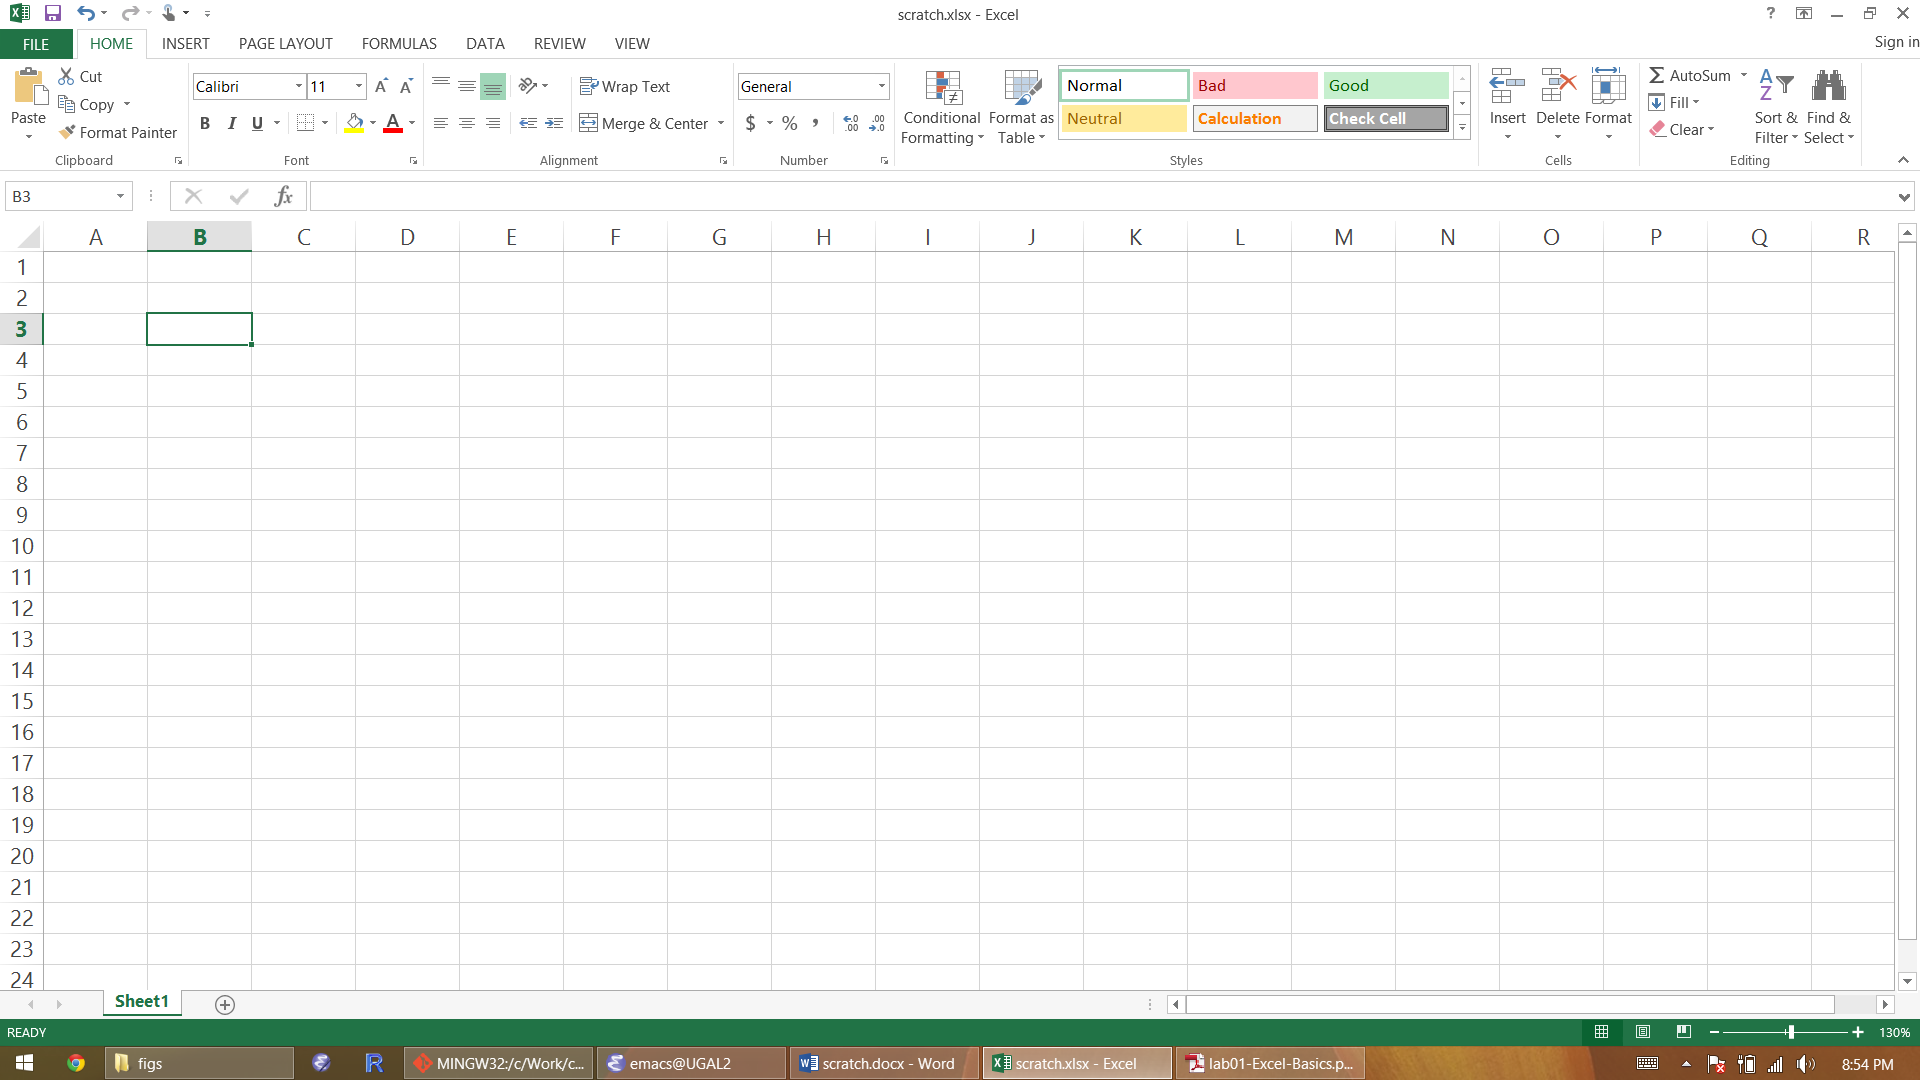 scratch.xlsx - Excel
?
FILE HOME INSERT PAGE LAYOUT FORMULAS DATA REVIEW VIEW
Sign in
Paste
Cut
Copy
Format Painter
Clipboard
Calibri 11
B I U
Font
Wrap Text
Merge & Center
Alignment
General
$ % ,
Number
Conditional Formatting
Format as Table
Normal Bad Good
Neutral Calculation Check Cell
Styles
Insert Delete Format
Cells
AutoSum
Fill
Clear
Sort & Filter
Find & Select
Editing
B3
fx
A B C D E F G H I J K L M N O P Q R
1
2
3
4
5
6
7
8
9
10
11
12
13
14
15
16
17
18
19
20
21
22
23
24
Sheet1
READY
130%
figs
MINGW32:/c/Work/c...
emacs@UGAL2
scratch.docx - Word
scratch.xlsx - Excel
lab01-Excel-Basics.p...
8:54 PM